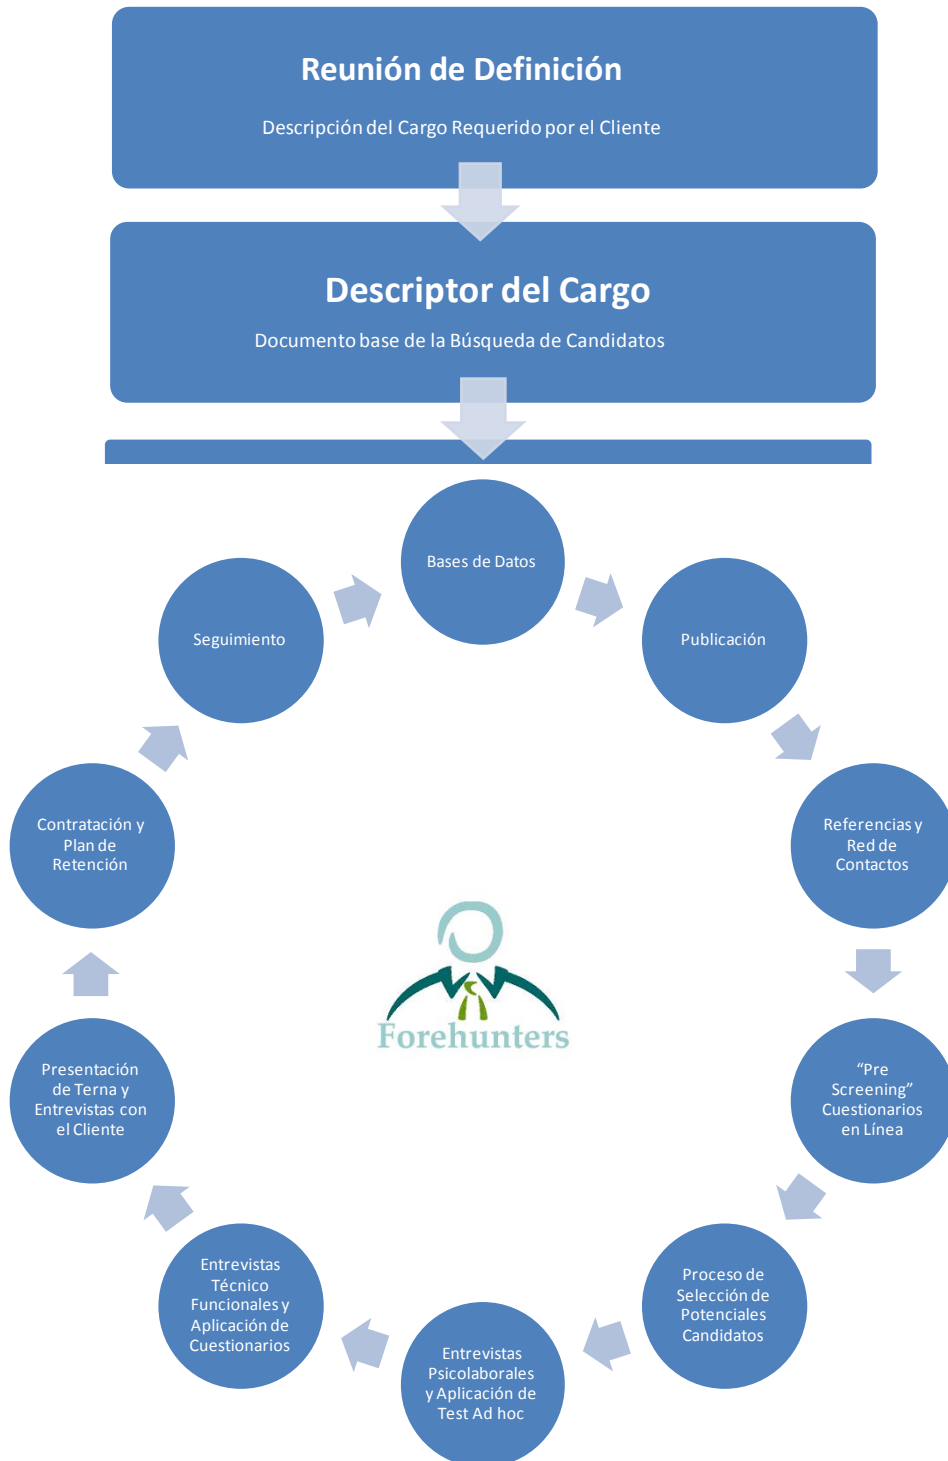 Reunión de Definición
Descripción del Cargo Requerido por el Cliente
Descriptor del Cargo
Documento base de la Búsqueda de Candidatos
Bases de Datos
Publicación
Referencias y
Red de
Contactos
“Pre
Screening”
Cuestionarios
en Línea
Proceso de
Selección de
Potenciales
Candidatos
Entrevistas
Psicolaborales
y Aplicación de
Test Ad hoc
Entrevistas
Técnico
Funcionales y
Aplicación de
Cuestionarios
Presentación
de Terna y
Entrevistas con
el Cliente
Contratación y
Plan de
Retención
Seguimiento
Forehunters